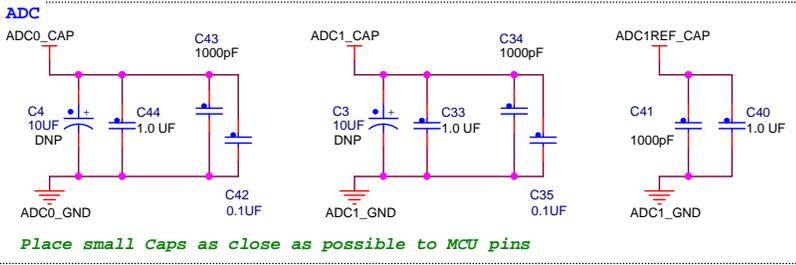 ADC
ADC0_CAP
C43
1000pF
C4
10UF
DNP
+
C44
1.0 UF
C42
0.1UF
ADC0_GND
ADC1_CAP
C34
1000pF
C3
10UF
DNP
+
C33
1.0 UF
C35
0.1UF
ADC1_GND
ADC1REF_CAP
C41
1000pF
C40
1.0 UF
ADC1_GND
Place small Caps as close as possible to MCU pins